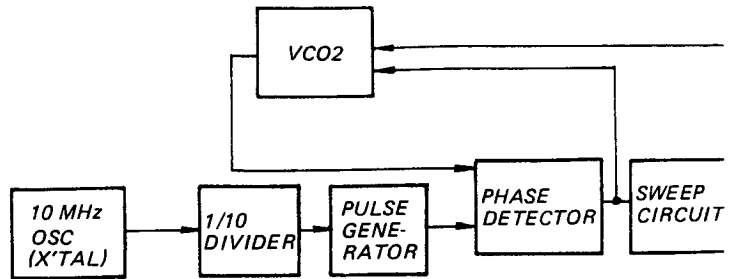 VCO2
10 MHz
OSC
(X'TAL)
1/10
DIVIDER
PULSE
GENE-
RATOR
PHASE
DETECTOR
SWEEP
CIRCUIT